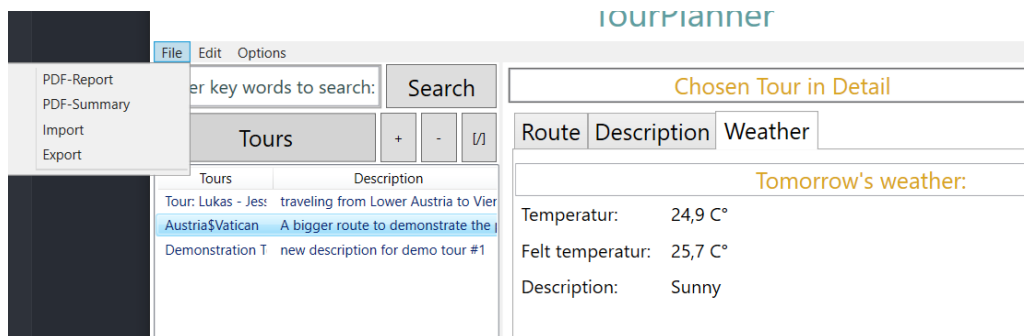 TourPlanner
File Edit Options
PDF-Report
PDF-Summary
Import
Export
er key words to search:
Search
Tours
+
-
[/]
Tours Description
Tour: Lukas - Jess traveling from Lower Austria to Vier
Austria$Vatican A bigger route to demonstrate the p
Demonstration T new description for demo tour #1
Chosen Tour in Detail
Route Description Weather
Tomorrow's weather:
Temperatur: 24,9 C°
Felt temperatur: 25,7 C°
Description: Sunny